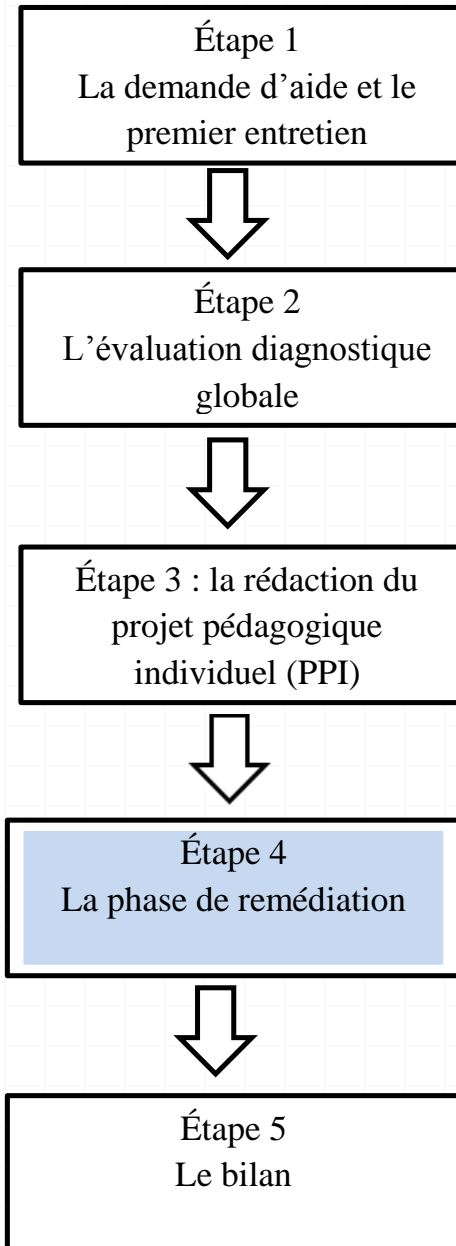 Étape 1
La demande d’aide et le
premier entretien
Étape 2
L’évaluation diagnostique
globale
Étape 3 : la rédaction du
projet pédagogique
individuel (PPI)
Étape 4
La phase de remédiation
Étape 5
Le bilan